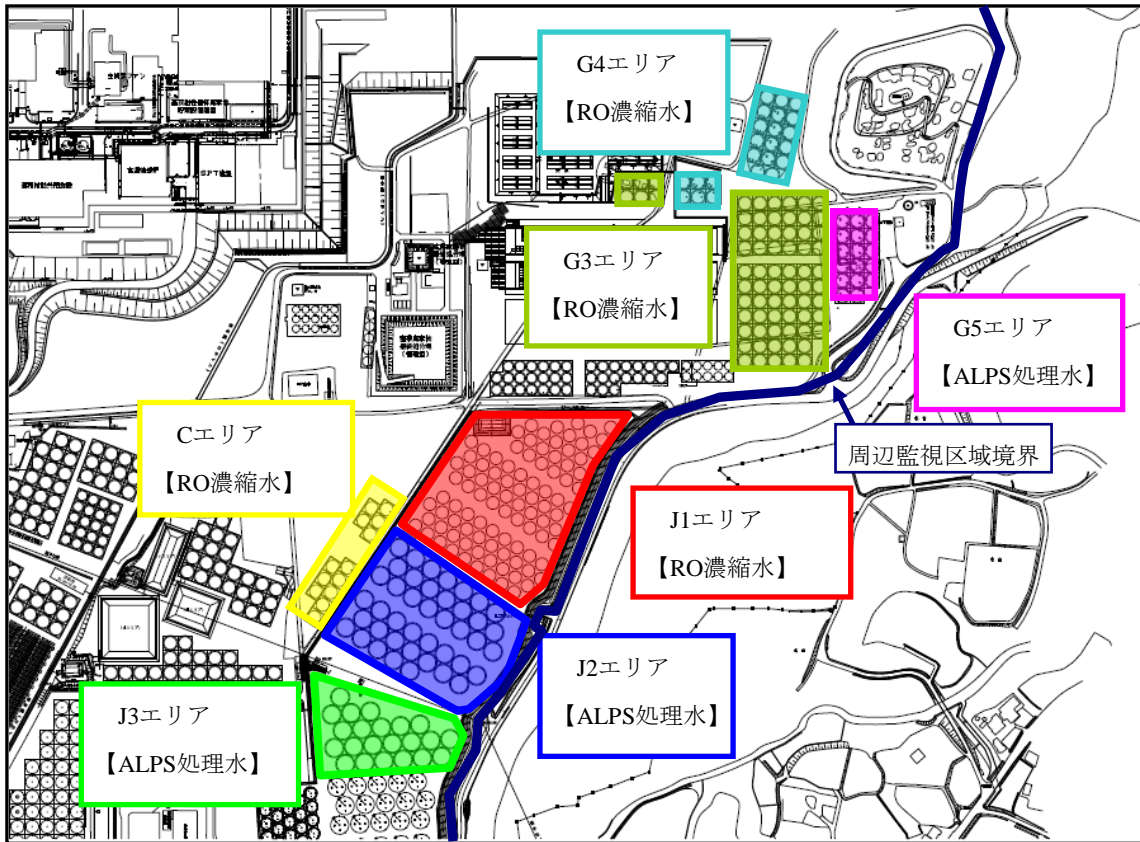 G4エリア
【RO濃縮水】
G3エリア
【RO濃縮水】
G5エリア
【ALPS処理水】
Cエリア
【RO濃縮水】
周辺監視区域境界
J1エリア
【RO濃縮水】
J2エリア
【ALPS処理水】
J3エリア
【ALPS処理水】